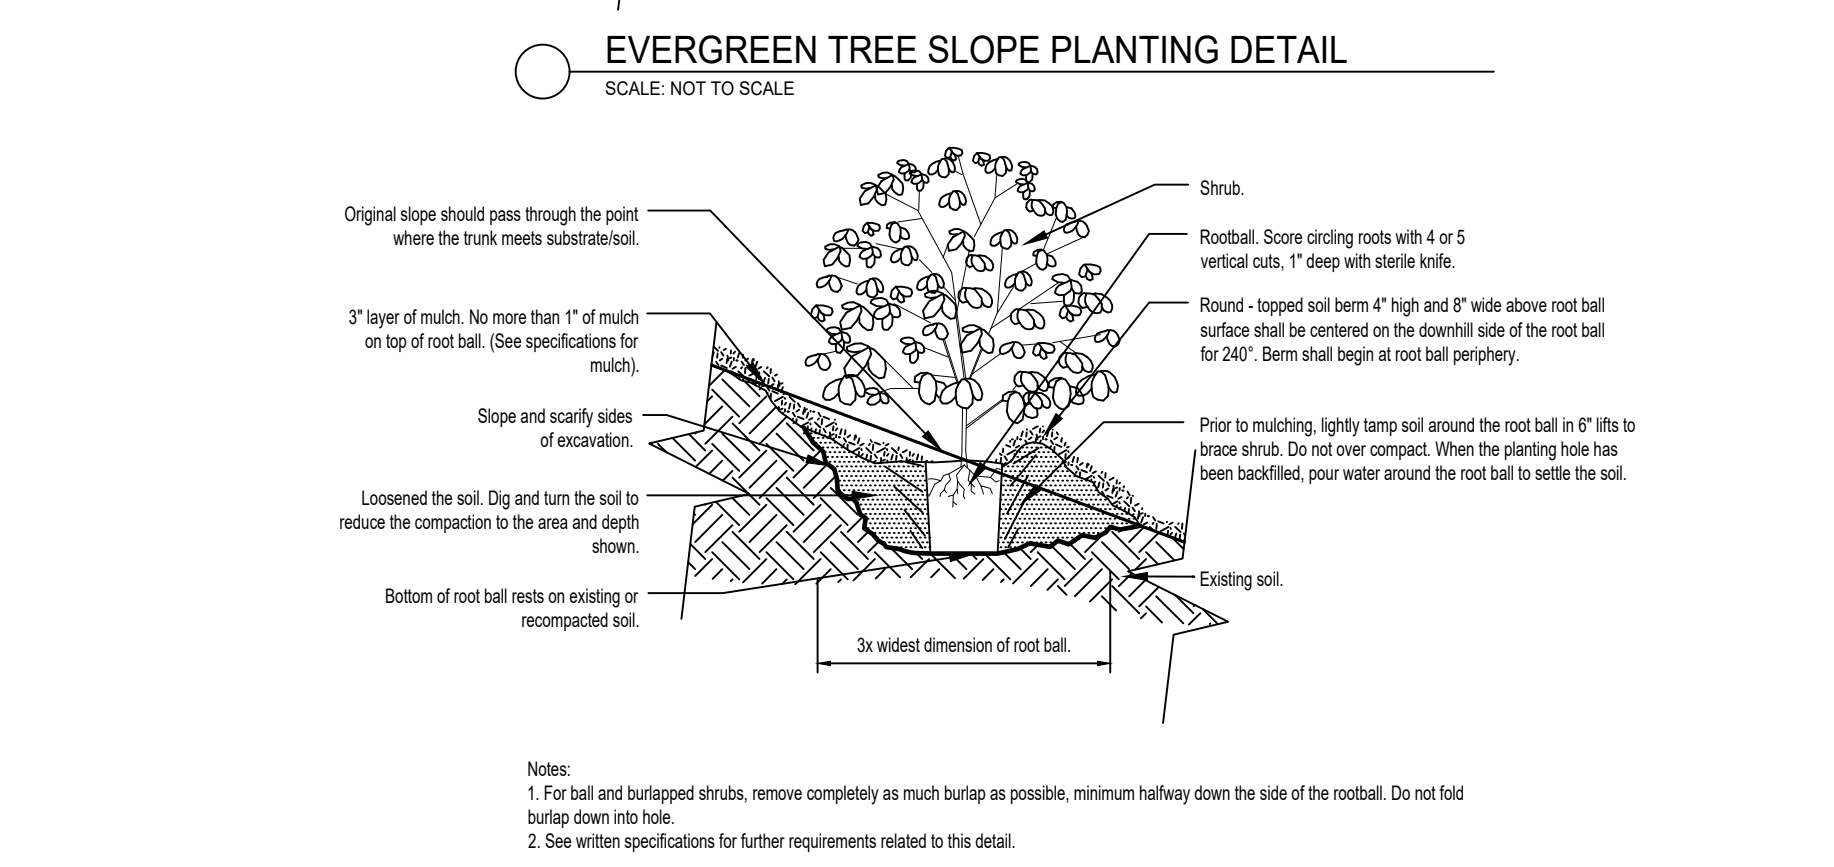 EVERGREEN TREE SLOPE PLANTING DETAIL
SCALE: NOT TO SCALE
Original slope should pass through the point
where the trunk meets substrate/soil.
3" layer of mulch. No more than 1" of mulch
on top of root ball. (See specifications for
mulch).
Slope and scarify sides
of excavation.
Loosened the soil. Dig and turn the soil to
reduce the compaction to the area and depth
shown.
Bottom of root ball rests on existing or
recompacted soil.
Shrub.
Rootball. Score circling roots with 4 or 5
vertical cuts, 1" deep with sterile knife.
Round - topped soil berm 4" high and 8" wide above root ball
surface shall be centered on the downhill side of the root ball
for 240°. Berm shall begin at root ball periphery.
Prior to mulching, lightly tamp soil around the root ball in 6" lifts to
brace shrub. Do not over compact. When the planting hole has
been backfilled, pour water around the root ball to settle the soil.
Existing soil.
3x widest dimension of root ball.
Notes:
1. For ball and burlapped shrubs, remove completely as much burlap as possible, minimum halfway down the side of the rootball. Do not fold
burlap down into hole.
2. See written specifications for further requirements related to this detail.